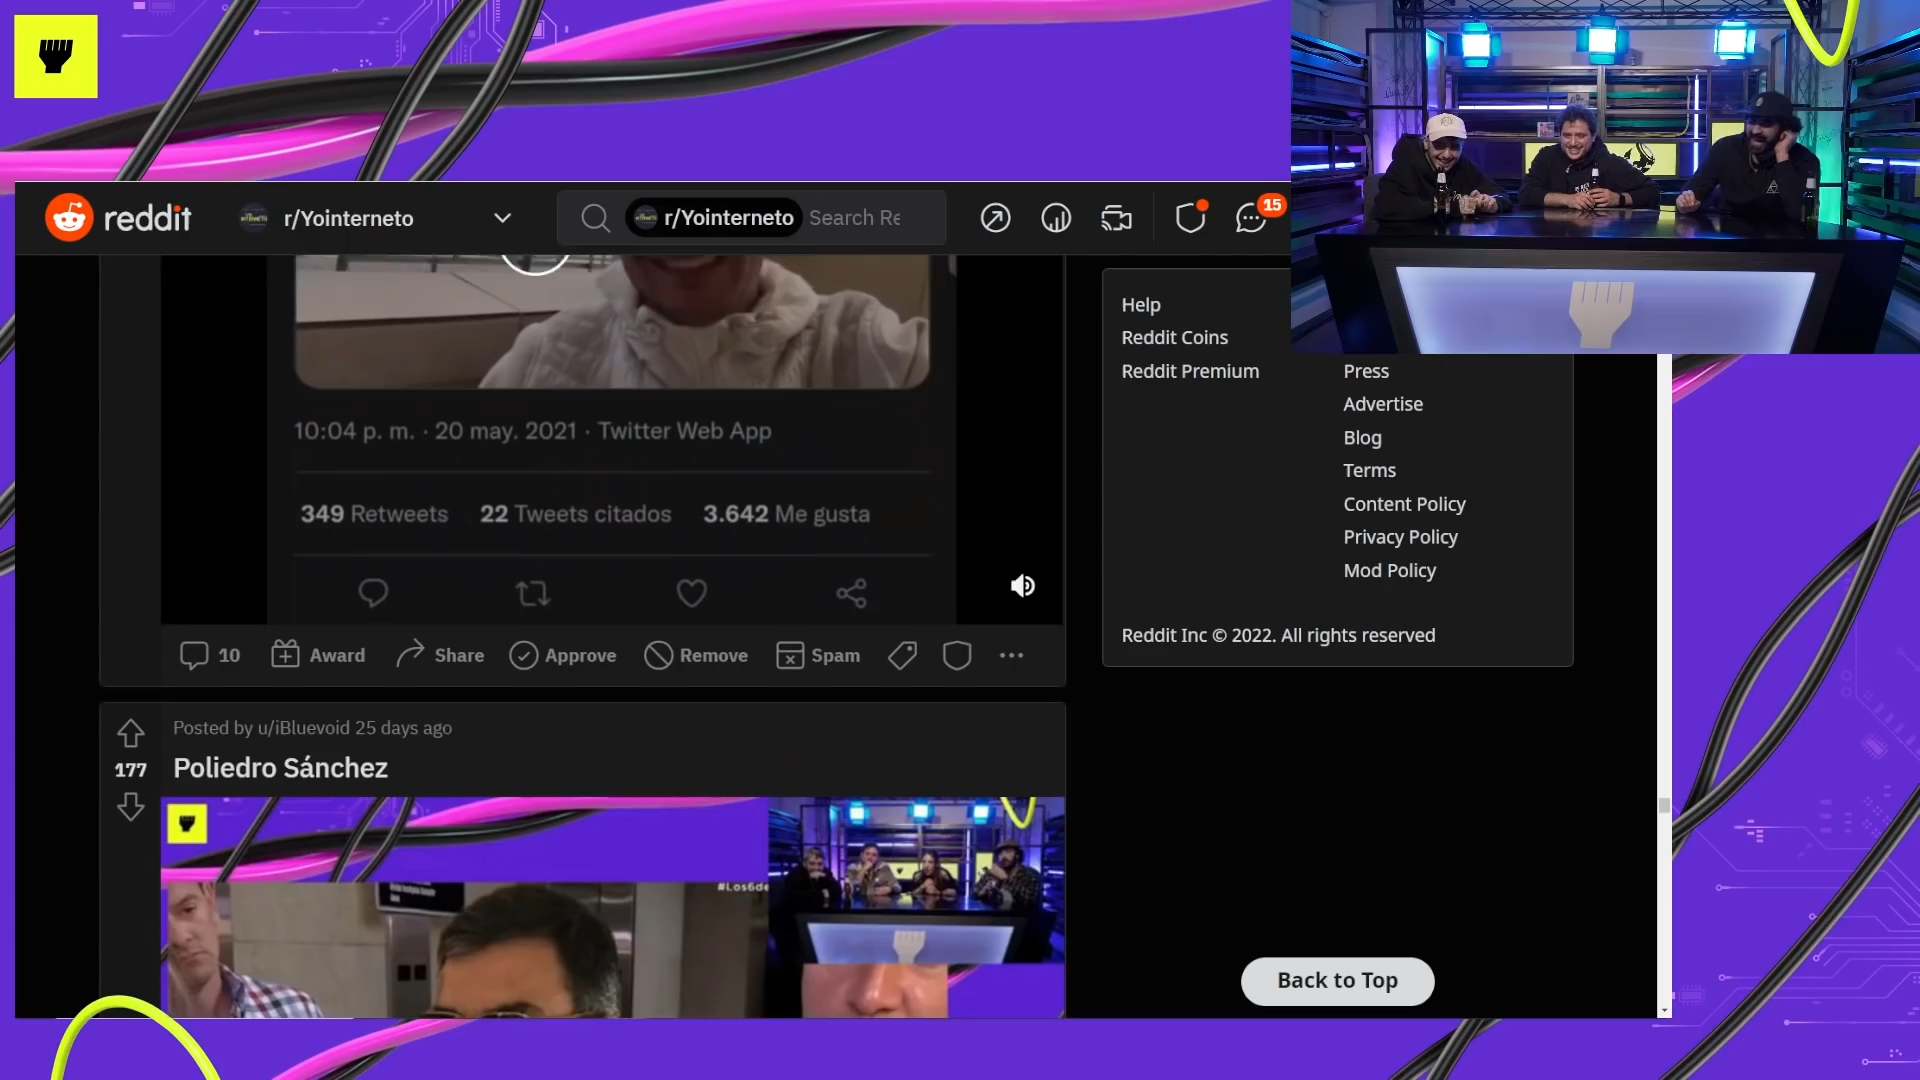 reddit
r/Yointerneto
r/Yointerneto Search Re
15
10:04 p. m. · 20 may. 2021 · Twitter Web App
349 Retweets 22 Tweets citados 3.642 Me gusta
10 Award Share Approve Remove Spam
Posted by u/iBluevoid 25 days ago
177
Poliedro Sánchez
#Los6de
Help
Reddit Coins
Reddit Premium
Press
Advertise
Blog
Terms
Content Policy
Privacy Policy
Mod Policy
Reddit Inc © 2022. All rights reserved
Back to Top